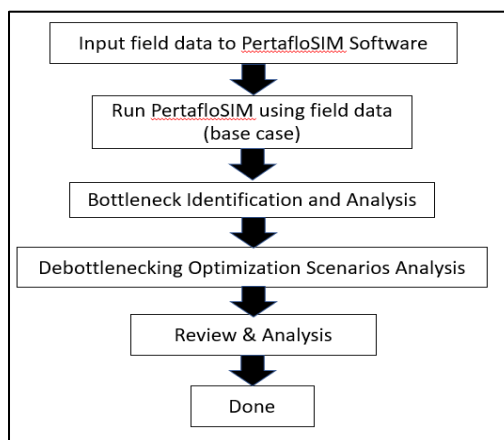 Input field data to PertafloSIM Software
Run PertafloSIM using field data
(base case)
Bottleneck Identification and Analysis
Debottlenecking Optimization Scenarios Analysis
Review & Analysis
Done